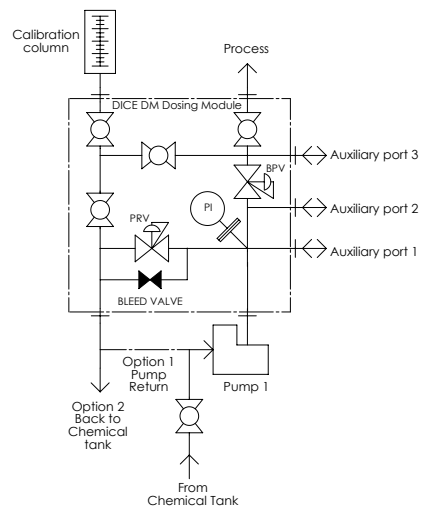 Calibration
column
Process
DICE DM Dosing Module
Auxiliary port 3
BPV
PI
Auxiliary port 2
PRV
Auxiliary port 1
BLEED VALVE
Option 1
Pump
Return
Pump 1
Option 2
Back to
Chemical
tank
From
Chemical Tank